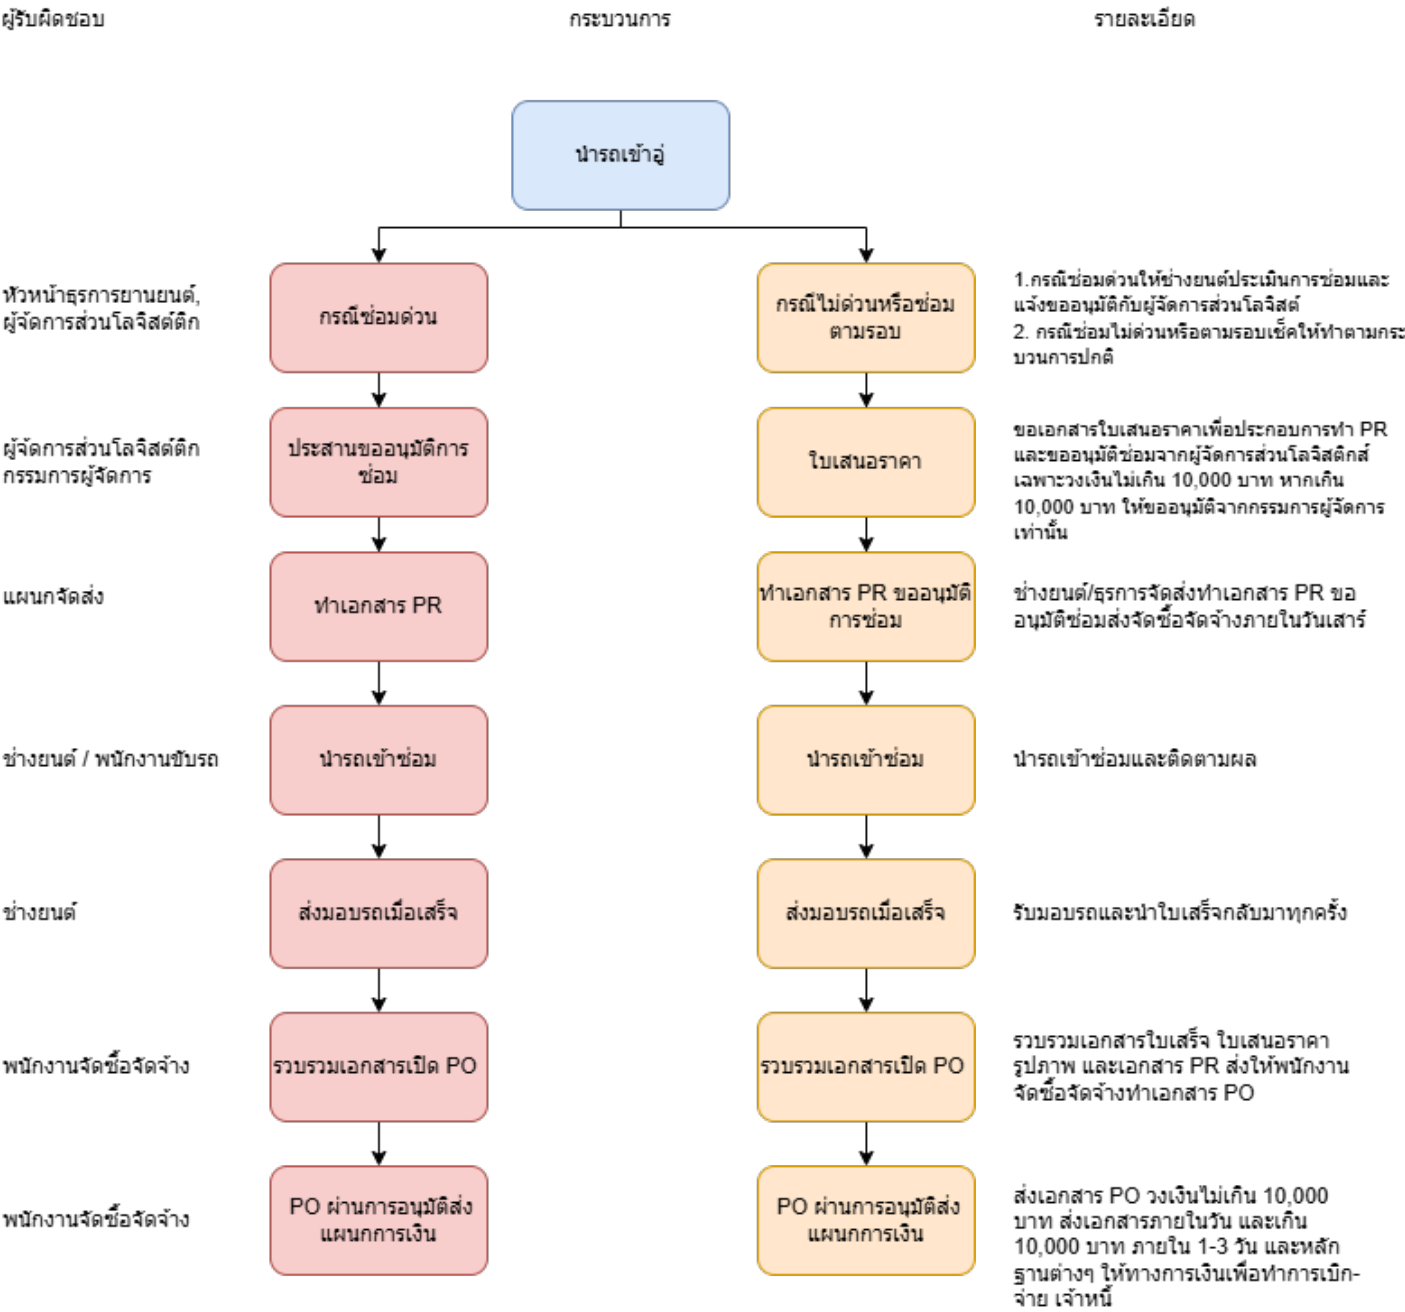 ผู้รับผิดชอบ
กระบวนการ
รายละเอียด
นำรถเข้าอู่
หัวหน้าธุรการยานยนต์,
ผู้จัดการส่วนโลจิสต์ติก
กรณีซ่อมด่วน
กรณีไม่ด่วนหรือซ่อม
ตามรอบ
1.กรณีซ่อมด่วนให้ช่างยนต์ประเมินการซ่อมและ
แจ้งขออนุมัติกับผู้จัดการส่วนโลจิสต์
2. กรณีซ่อมไม่ด่วนหรือตามรอบเช็คให้ทำตามกระ
บวนการปกติ
ผู้จัดการส่วนโลจิสต์ติก
กรรมการผู้จัดการ
ประสานขออนุมัติการ
ซ่อม
ใบเสนอราคา
ขอเอกสารใบเสนอราคาเพื่อประกอบการทำ PR
และขออนุมัติซ่อมจากผู้จัดการส่วนโลจิสติกส์
เฉพาะวงเงินไม่เกิน 10,000 บาท หากเกิน
10,000 บาท ให้ขออนุมัติจากกรรมการผู้จัดการ
เท่านั้น
แผนกจัดส่ง
ทำเอกสาร PR
ทำเอกสาร PR ขออนุมัติ
การซ่อม
ช่างยนต์/ธุรการจัดส่งทำเอกสาร PR ขอ
อนุมัติซ่อมส่งจัดซื้อจัดจ้างภายในวันเสาร์
ช่างยนต์ / พนักงานขับรถ
นำรถเข้าซ่อม
นำรถเข้าซ่อม
นำรถเข้าซ่อมและติดตามผล
ช่างยนต์
ส่งมอบรถเมื่อเสร็จ
ส่งมอบรถเมื่อเสร็จ
รับมอบรถและนำใบเสร็จกลับมาทุกครั้ง
พนักงานจัดซื้อจัดจ้าง
รวบรวมเอกสารเปิด PO
รวบรวมเอกสารเปิด PO
รวบรวมเอกสารใบเสร็จ ใบเสนอราคา
รูปภาพ และเอกสาร PR ส่งให้พนักงาน
จัดซื้อจัดจ้างทำเอกสาร PO
พนักงานจัดซื้อจัดจ้าง
PO ผ่านการอนุมัติส่ง
แผนกการเงิน
PO ผ่านการอนุมัติส่ง
แผนกการเงิน
ส่งเอกสาร PO วงเงินไม่เกิน 10,000
บาท ส่งเอกสารภายในวัน และเกิน
10,000 บาท ภายใน 1-3 วัน และหลัก
ฐานต่างๆ ให้ทางการเงินเพื่อทำการเบิก-
จ่าย เจ้าหนี้